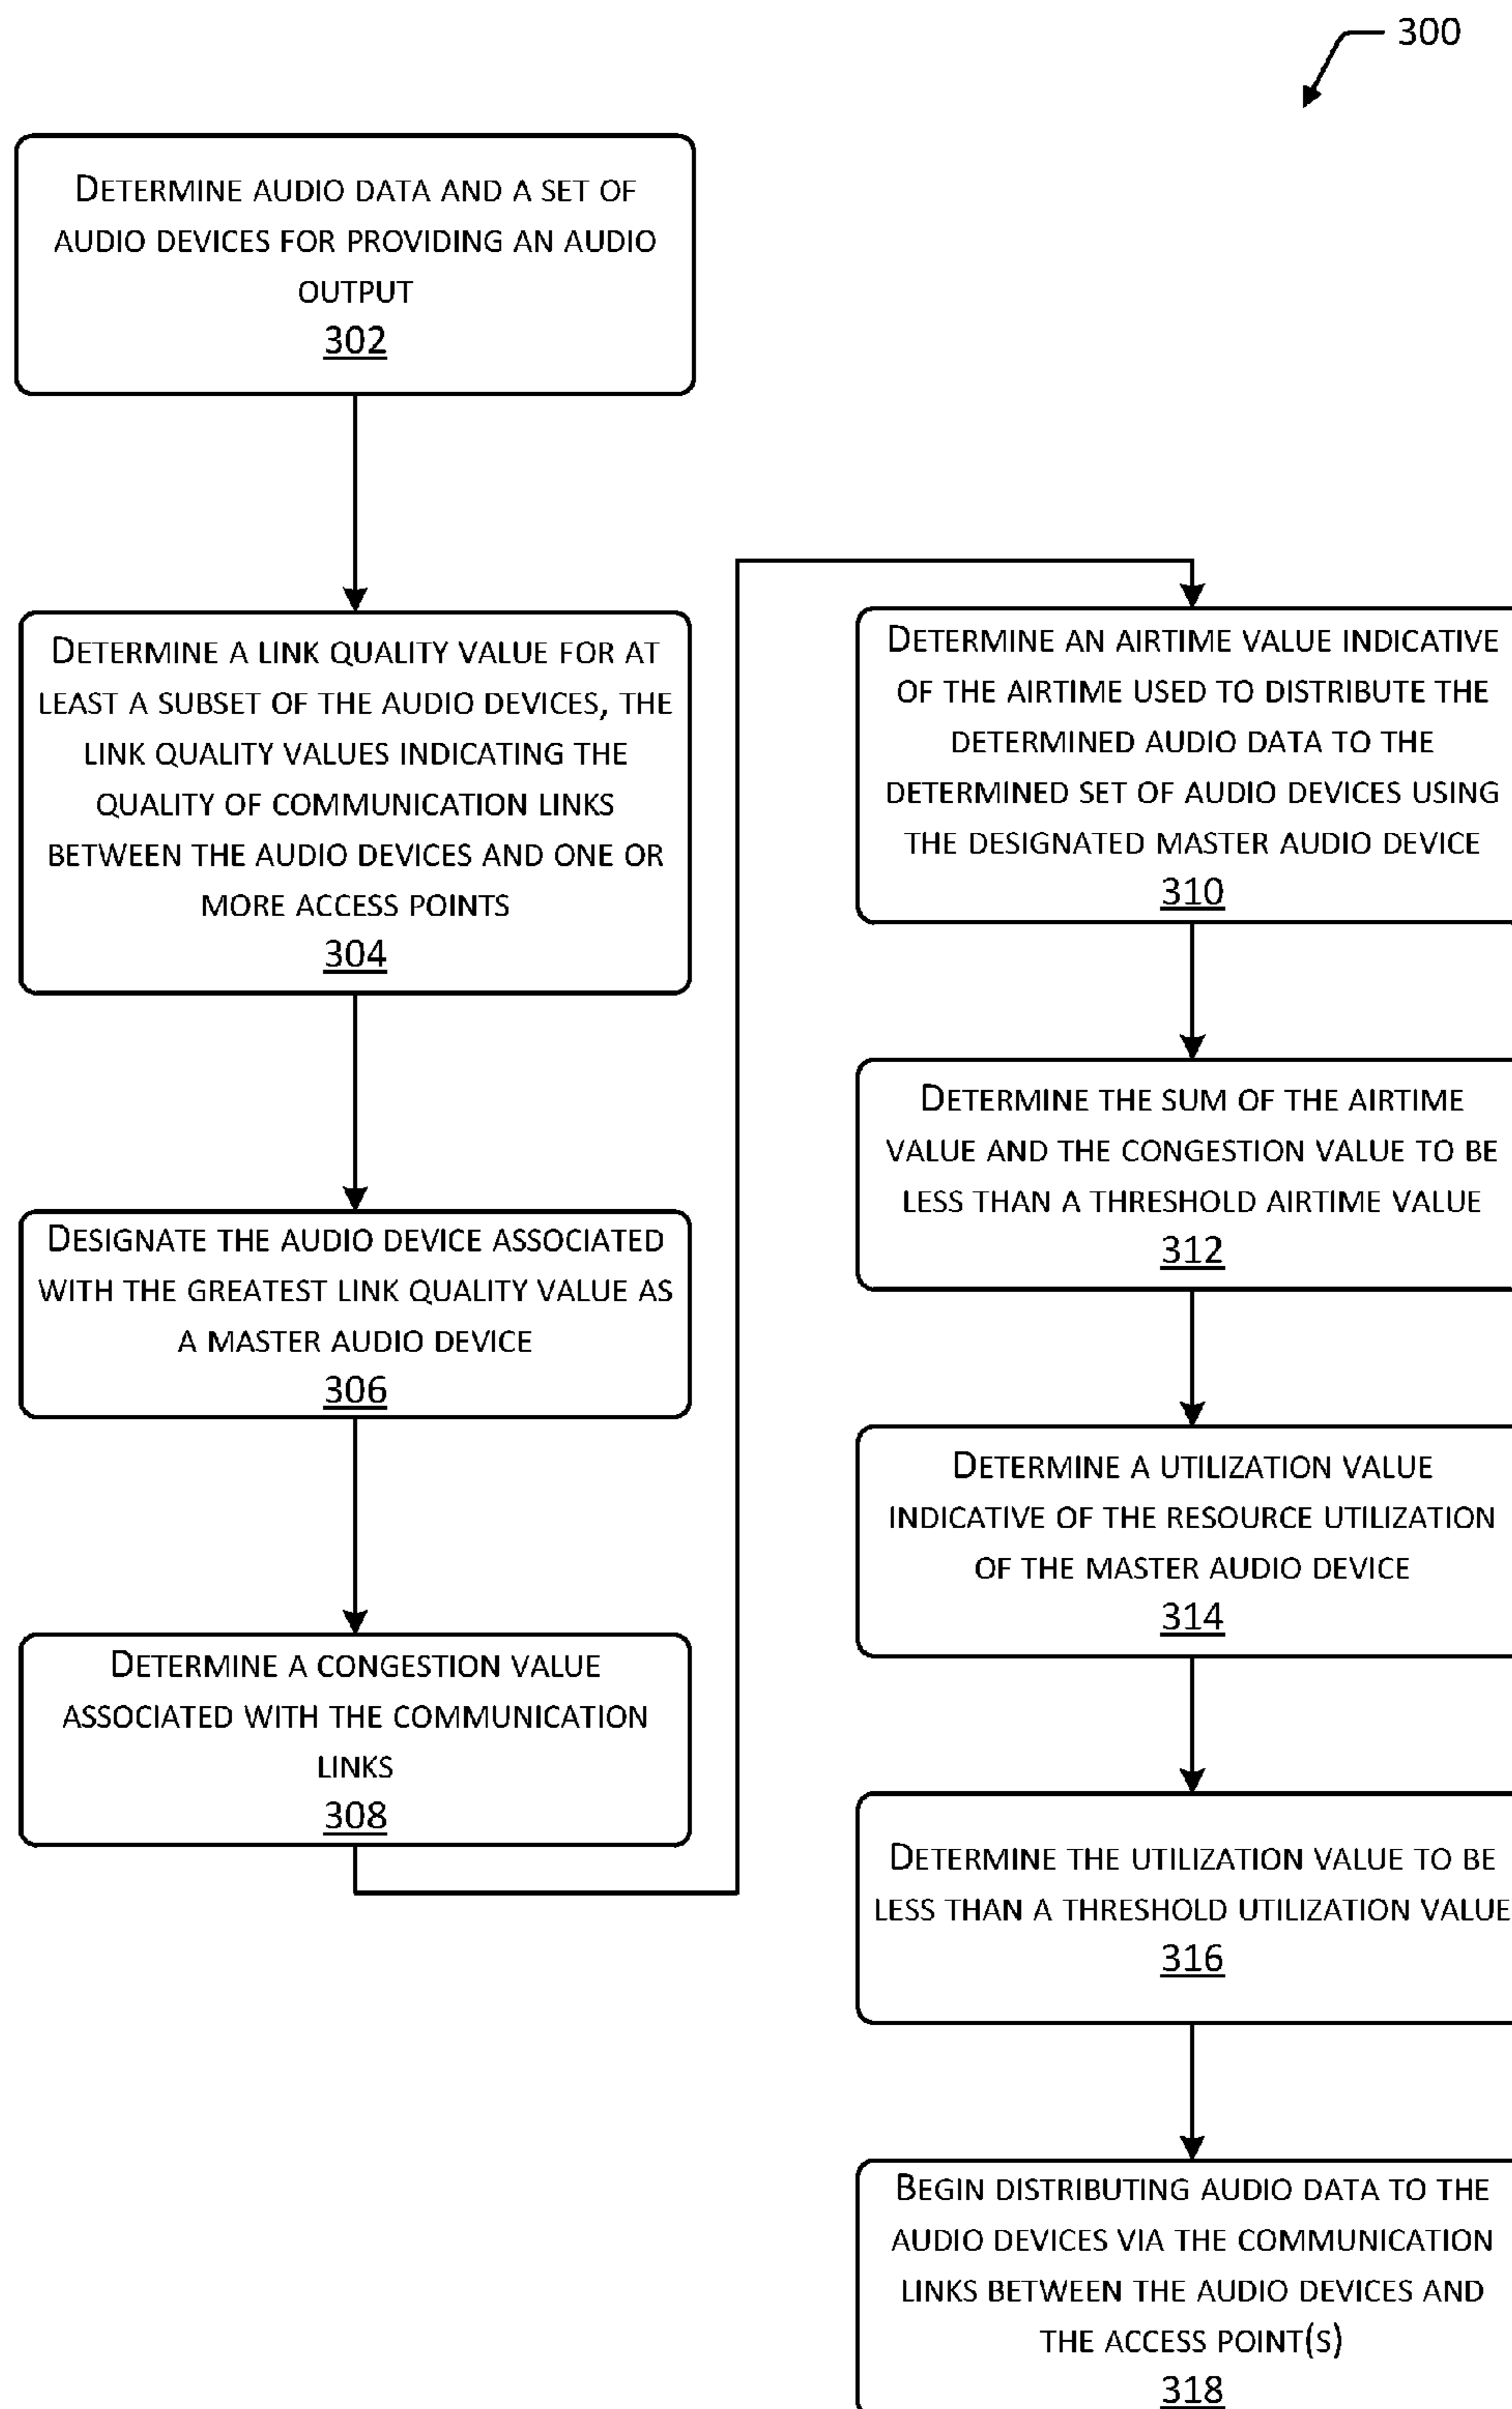 300
Determine audio data and a set of
audio devices for providing an audio
output
302
Determine a link quality value for at
least a subset of the audio devices, the
link quality values indicating the
quality of communication links
between the audio devices and one or
more access points
304
Designate the audio device associated
with the greatest link quality value as
a master audio device
306
Determine a congestion value
associated with the communication
links
308
Determine an airtime value indicative
of the airtime used to distribute the
determined audio data to the
determined set of audio devices using
the designated master audio device
310
Determine the sum of the airtime
value and the congestion value to be
less than a threshold airtime value
312
Determine a utilization value
indicative of the resource utilization
of the master audio device
314
Determine the utilization value to be
less than a threshold utilization value
316
Begin distributing audio data to the
audio devices via the communication
links between the audio devices and
the access point(s)
318